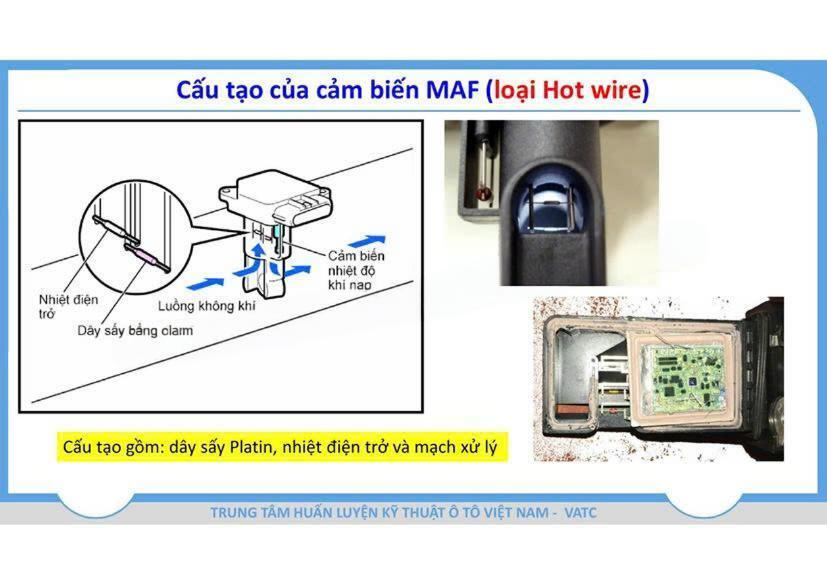 Cấu tạo của cảm biến MAF (loại Hot wire)
Cảm biến
nhiệt độ
khí nạp
Nhiệt điện
trở
Luồng không khí
Dây sấy bằng
Cấu tạo gồm: dây sấy Platin, nhiệt điện trở và mạch xử lý
TRUNG TÂM HUẤN LUYỆN KỸ THUẬT Ô TÔ VIỆT NAM - VATC